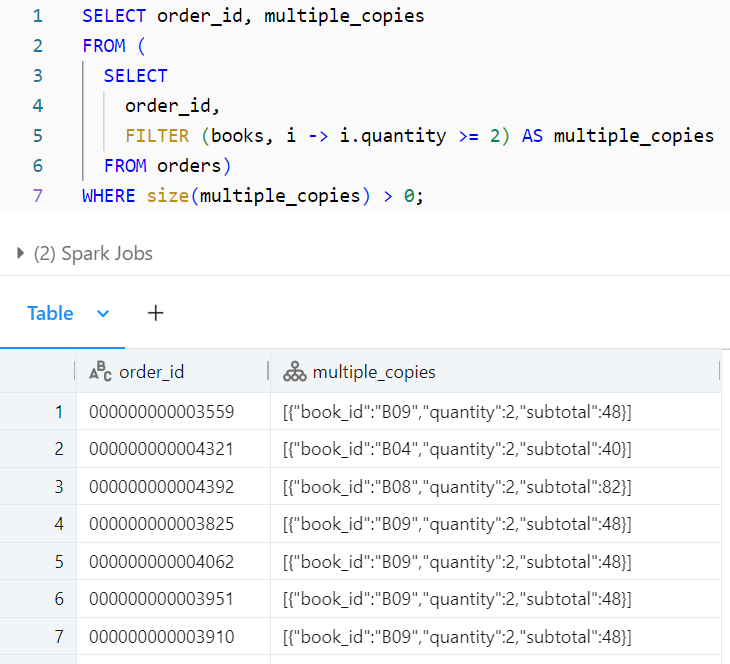 1 SELECT order_id, multiple_copies
2 FROM (
3 SELECT
4 order_id,
5 FILTER (books, i -> i.quantity >= 2) AS multiple_copies
6 FROM orders)
7 WHERE size(multiple_copies) > 0;
(2) Spark Jobs
Table +
ABC order_id multiple_copies
1 000000000003559 [{"book_id":"B09","quantity":2,"subtotal":48}]
2 000000000004321 [{"book_id":"B04","quantity":2,"subtotal":40}]
3 000000000004392 [{"book_id":"B08","quantity":2,"subtotal":82}]
4 000000000003825 [{"book_id":"B09","quantity":2,"subtotal":48}]
5 000000000004062 [{"book_id":"B09","quantity":2,"subtotal":48}]
6 000000000003951 [{"book_id":"B09","quantity":2,"subtotal":48}]
7 000000000003910 [{"book_id":"B09","quantity":2,"subtotal":48}]